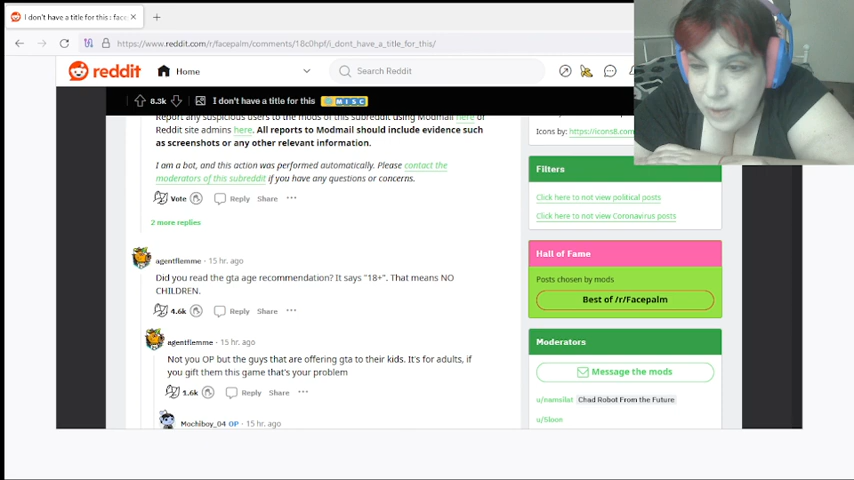 I don't have a title for this : face
https://www.reddit.com/r/facepalm/comments/18c0hpf/i_dont_have_a_title_for_this/
reddit
Home
Search Reddit
8.3k I don't have a title for this MISC
Report any suspicious users to the mods of this subreddit using Modmail here or
Reddit site admins here. All reports to Modmail should include evidence such
as screenshots or any other relevant information.
I am a bot, and this action was performed automatically. Please contact the
moderators of this subreddit if you have any questions or concerns.
Vote Reply Share
2 more replies
agentflemme · 15 hr. ago
Did you read the gta age recommendation? It says "18+". That means NO
CHILDREN.
4.6k Reply Share
agentflemme · 15 hr. ago
Not you OP but the guys that are offering gta to their kids. It's for adults, if
you gift them this game that's your problem
1.6k Reply Share
Mochiboy_04 OP · 15 hr. ago
Icons by: https://icons8.com
Filters
Click here to not view political posts
Click here to not view Coronavirus posts
Hall of Fame
Posts chosen by mods
Best of /r/Facepalm
Moderators
Message the mods
u/namsilat Chad Robot From the Future
u/Sloon